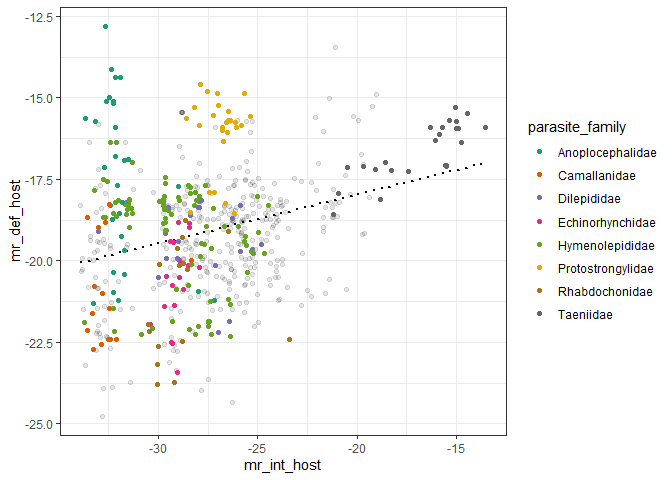 -12.5
-15.0
-17.5
-20.0
-22.5
-25.0
mr_def_host
-30
-25
-20
-15
mr_int_host
parasite_family
Anoplocephalidae
Camallanidae
Dilepididae
Echinorhynchidae
Hymenolepididae
Protostrongylidae
Rhabdochonidae
Taeniidae